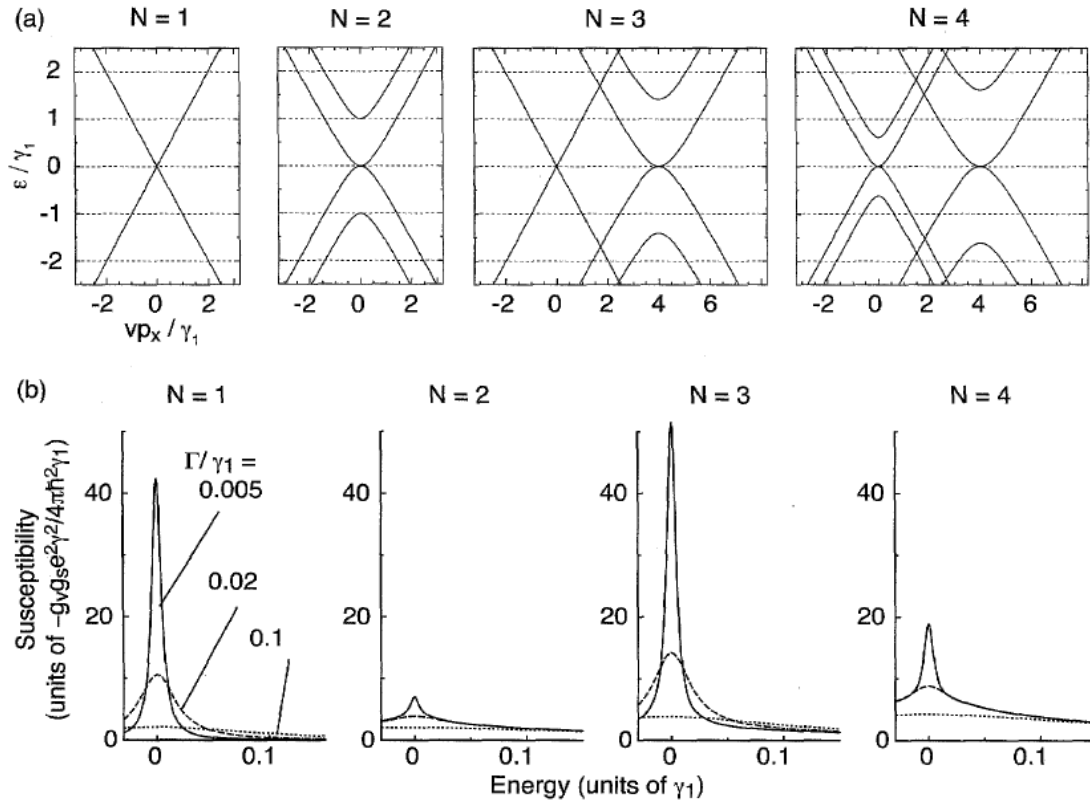 (a) N = 1 N = 2 N = 3 N = 4
ε / γ₁
2
1
0
-1
-2
-2 0 2 -2 0 2 -2 0 2 4 6 -2 0 2 4 6
vpₓ / γ₁
(b) N = 1 N = 2 N = 3 N = 4
Susceptibility
(units of -gᵥgₛe²γ²/4πℏ²γ₁)
40 40 40 40
20 20 20 20
0 0 0 0
Γ/γ₁ =
0.005
0.02
0.1
0 0.1 0 0.1 0 0.1 0 0.1
Energy (units of γ₁)